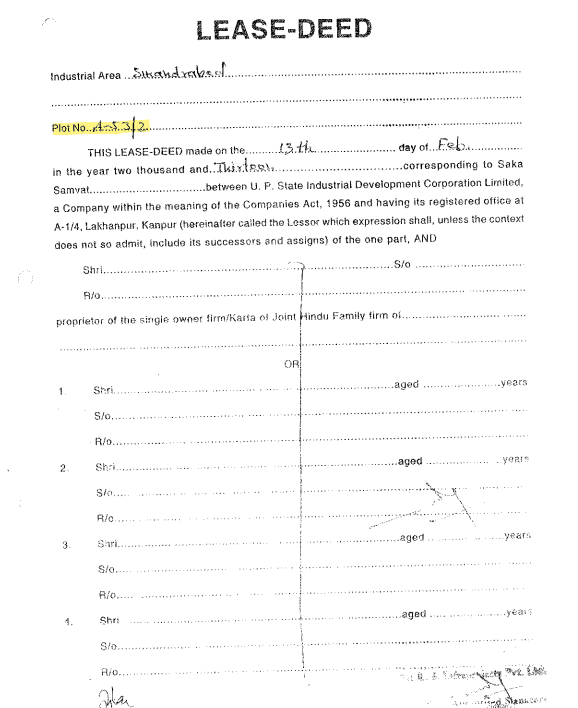 LEASE-DEED
Industrial Area ..Sikandrabad..........
Plot No...A-53/2..........
THIS LEASE-DEED made on the..........13th.......... day of ..Feb..........
in the year two thousand and..Thirteen..........corresponding to Saka
Samvat..........between U. P. State Industrial Development Corporation Limited,
a Company within the meaning of the Companies Act, 1956 and having its registered office at
A-1/4, Lakhanpur, Kanpur (hereinafter called the Lessor which expression shall, unless the context
does not so admit, include its successors and assigns) of the one part, AND
Shri..........S/o ..........
R/o..........
proprietor of the single owner firm/Karta of Joint Hindu Family firm of..........
OR
1. Shri..........aged ..........years
S/o..........
R/o..........
2. Shri..........aged ..........years
S/o..........
R/o..........
3. Shri..........aged ..........years
S/o..........
R/o..........
4. Shri..........aged ..........years
S/o..........
R/o..........
Pvt. Ltd.
Authorised Signatory